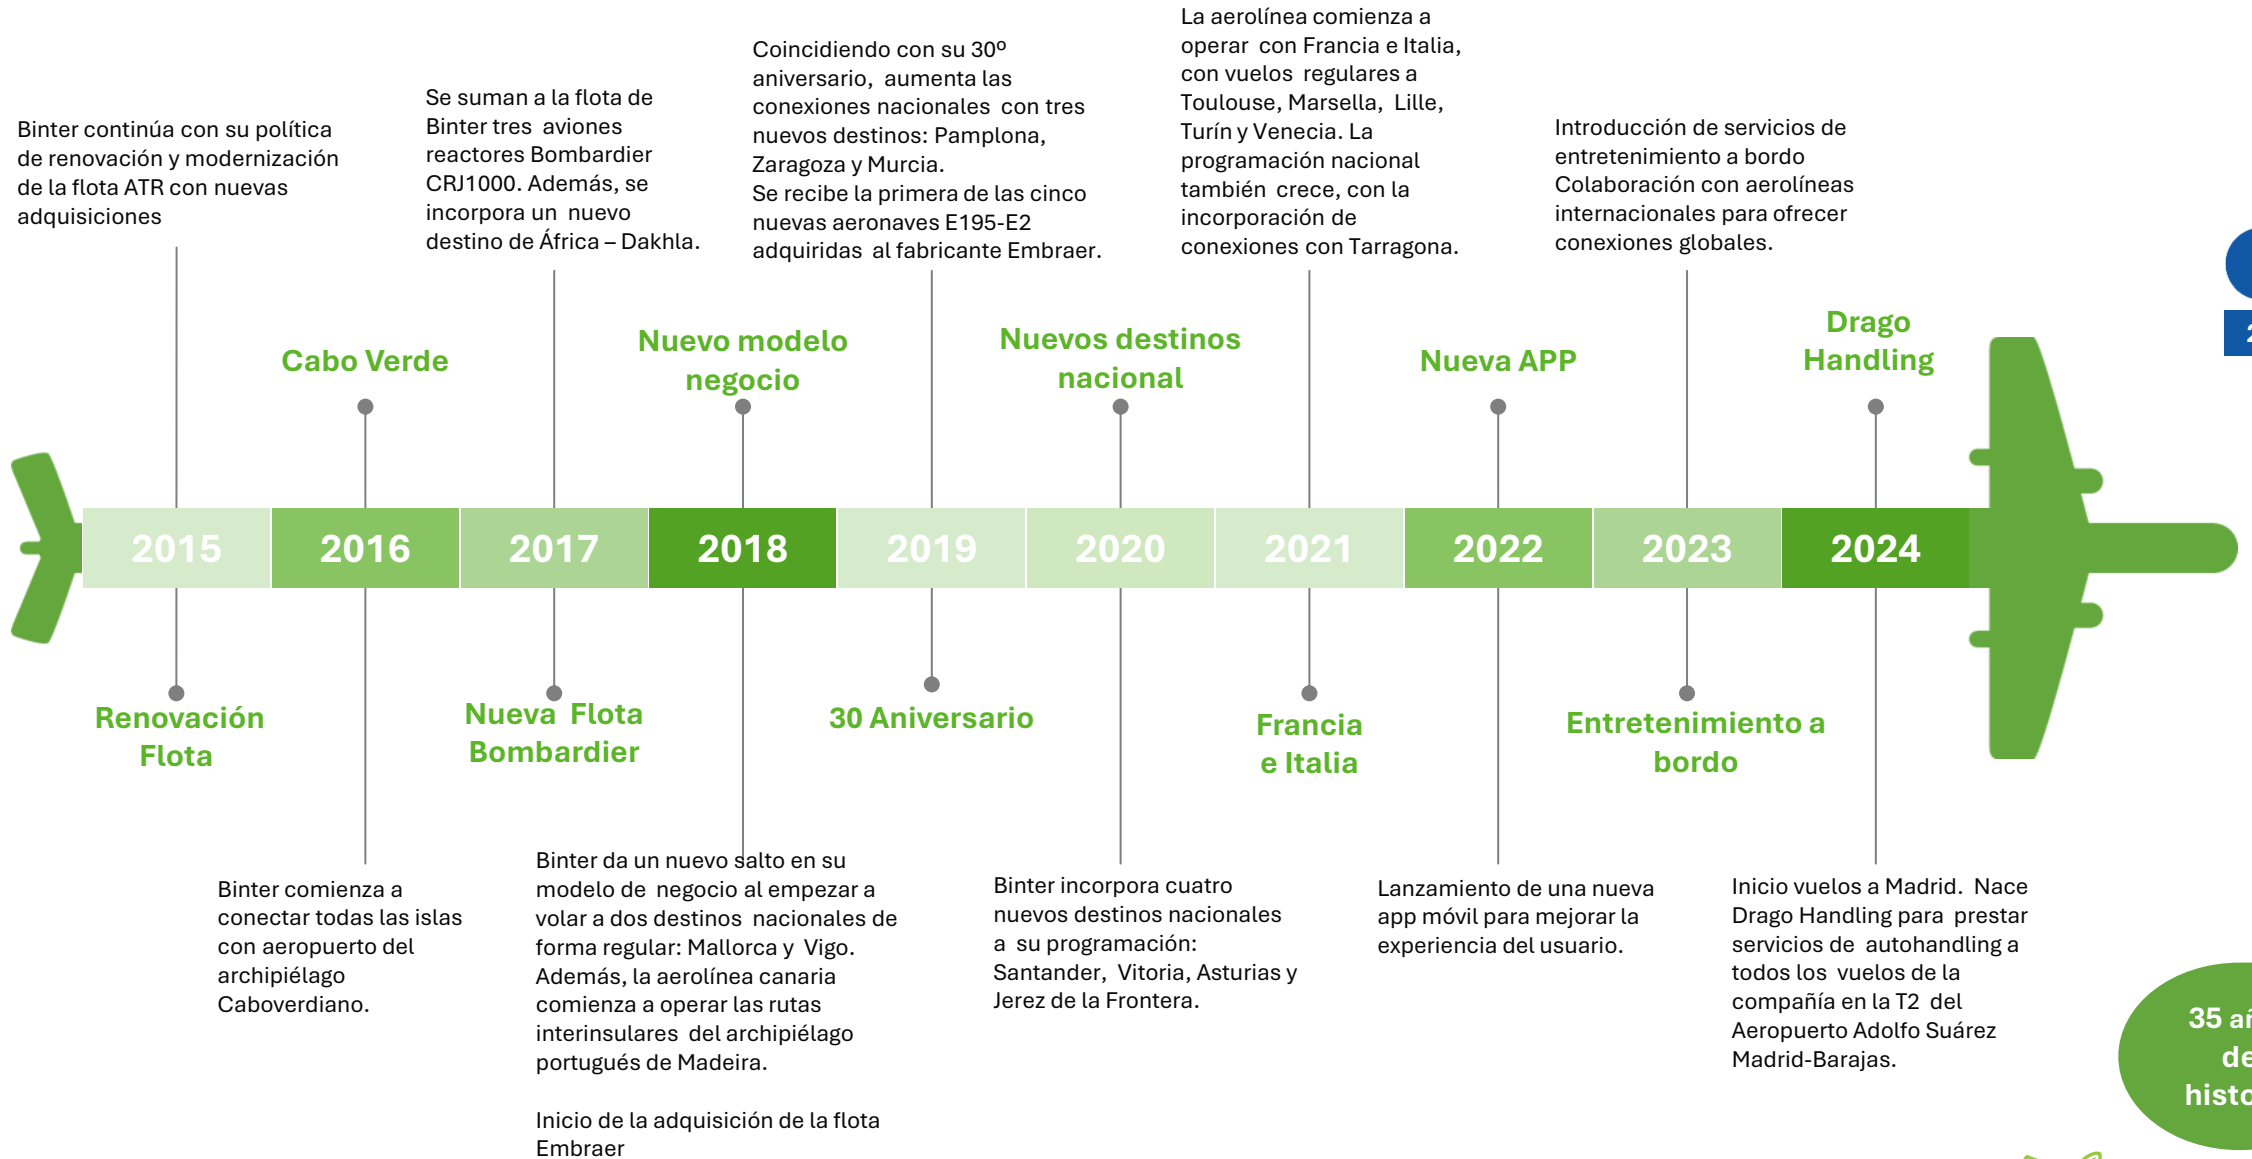 Binter continúa con su política
de renovación y modernización
de la flota ATR con nuevas
adquisiciones
Se suman a la flota de
Binter tres aviones
reactores Bombardier
CRJ1000. Además, se
incorpora un nuevo
destino de África – Dakhla.
Coincidiendo con su 30º
aniversario, aumenta las
conexiones nacionales con tres
nuevos destinos: Pamplona,
Zaragoza y Murcia.
Se recibe la primera de las cinco
nuevas aeronaves E195-E2
adquiridas al fabricante Embraer.
La aerolínea comienza a
operar con Francia e Italia,
con vuelos regulares a
Toulouse, Marsella, Lille,
Turín y Venecia. La
programación nacional
también crece, con la
incorporación de
conexiones con Tarragona.
Introducción de servicios de
entretenimiento a bordo
Colaboración con aerolíneas
internacionales para ofrecer
conexiones globales.
Cabo Verde
Nuevo modelo
negocio
Nuevos destinos
nacional
Nueva APP
Drago
Handling
2015
2016
2017
2018
2019
2020
2021
2022
2023
2024
Renovación
Flota
Nueva Flota
Bombardier
30 Aniversario
Francia
e Italia
Entretenimiento a
bordo
Binter comienza a
conectar todas las islas
con aeropuerto del
archipiélago
Caboverdiano.
Binter da un nuevo salto en su
modelo de negocio al empezar a
volar a dos destinos nacionales de
forma regular: Mallorca y Vigo.
Además, la aerolínea canaria
comienza a operar las rutas
interinsulares del archipiélago
portugués de Madeira.
Inicio de la adquisición de la flota
Embraer
Binter incorpora cuatro
nuevos destinos nacionales
a su programación:
Santander, Vitoria, Asturias y
Jerez de la Frontera.
Lanzamiento de una nueva
app móvil para mejorar la
experiencia del usuario.
Inicio vuelos a Madrid. Nace
Drago Handling para prestar
servicios de autohandling a
todos los vuelos de la
compañía en la T2 del
Aeropuerto Adolfo Suárez
Madrid-Barajas.
35